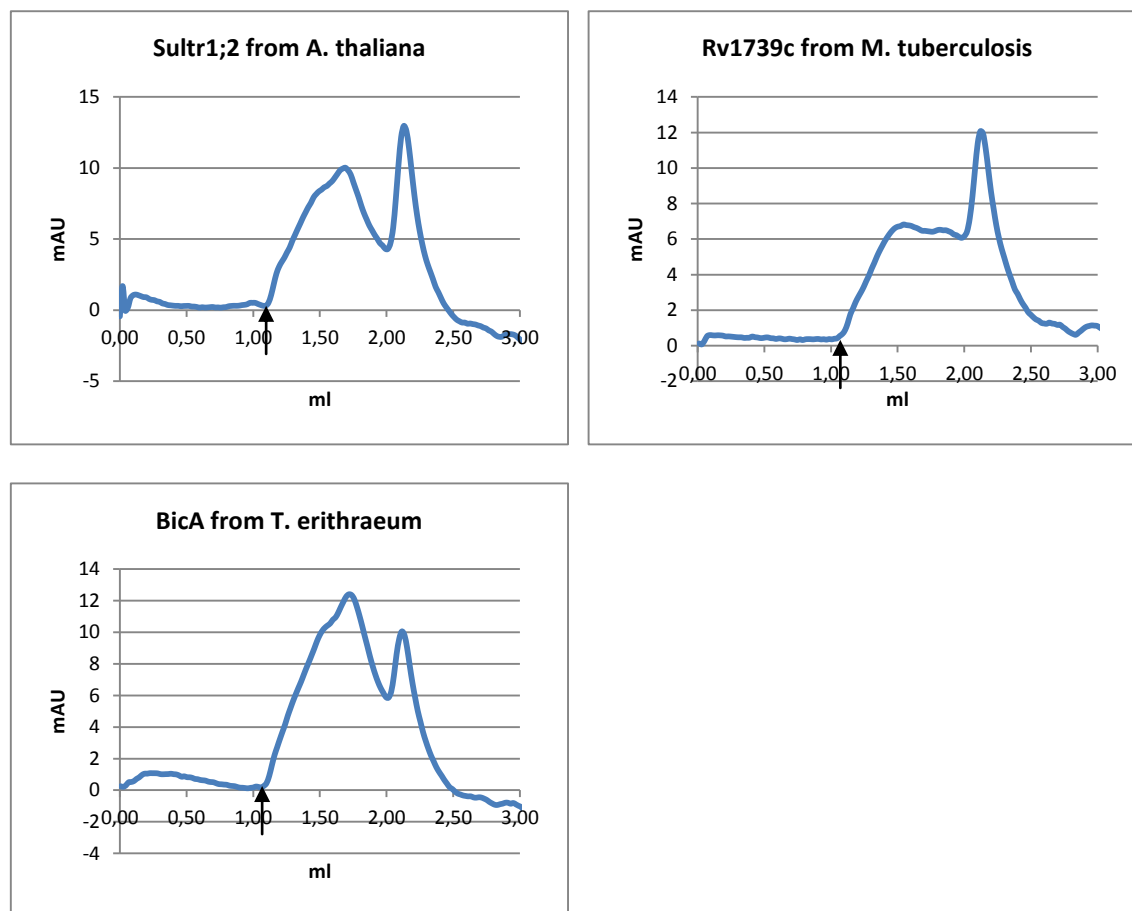 Sultr1;2 from A. thaliana
15
10
5
0
-5
mAU
0,00 0,50 1,00 1,50 2,00 2,50 3,00
ml
Rv1739c from M. tuberculosis
14
12
10
8
6
4
2
0
-2
mAU
0,00 0,50 1,00 1,50 2,00 2,50 3,00
ml
BicA from T. erithraeum
14
12
10
8
6
4
2
0
-2
-4
mAU
0,00 0,50 1,00 1,50 2,00 2,50 3,00
ml